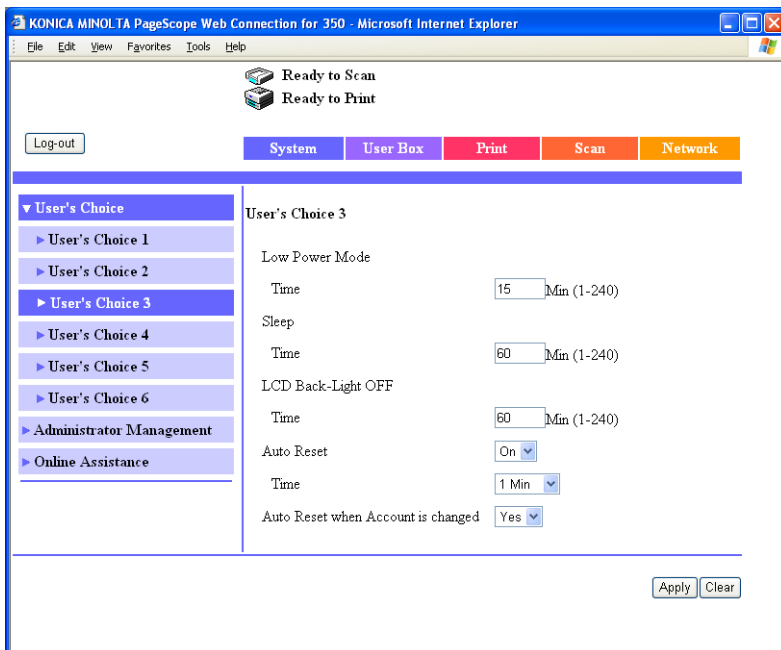 KONICA MINOLTA PageScope Web Connection for 350 - Microsoft Internet Explorer
File Edit View Favorites Tools Help
Ready to Scan
Ready to Print
Log-out
System User Box Print Scan Network
User's Choice
User's Choice 1
User's Choice 2
User's Choice 3
User's Choice 4
User's Choice 5
User's Choice 6
Administrator Management
Online Assistance
User's Choice 3
Low Power Mode
Time 15 Min (1-240)
Sleep
Time 60 Min (1-240)
LCD Back-Light OFF
Time 60 Min (1-240)
Auto Reset On
Time 1 Min
Auto Reset when Account is changed Yes
Apply Clear